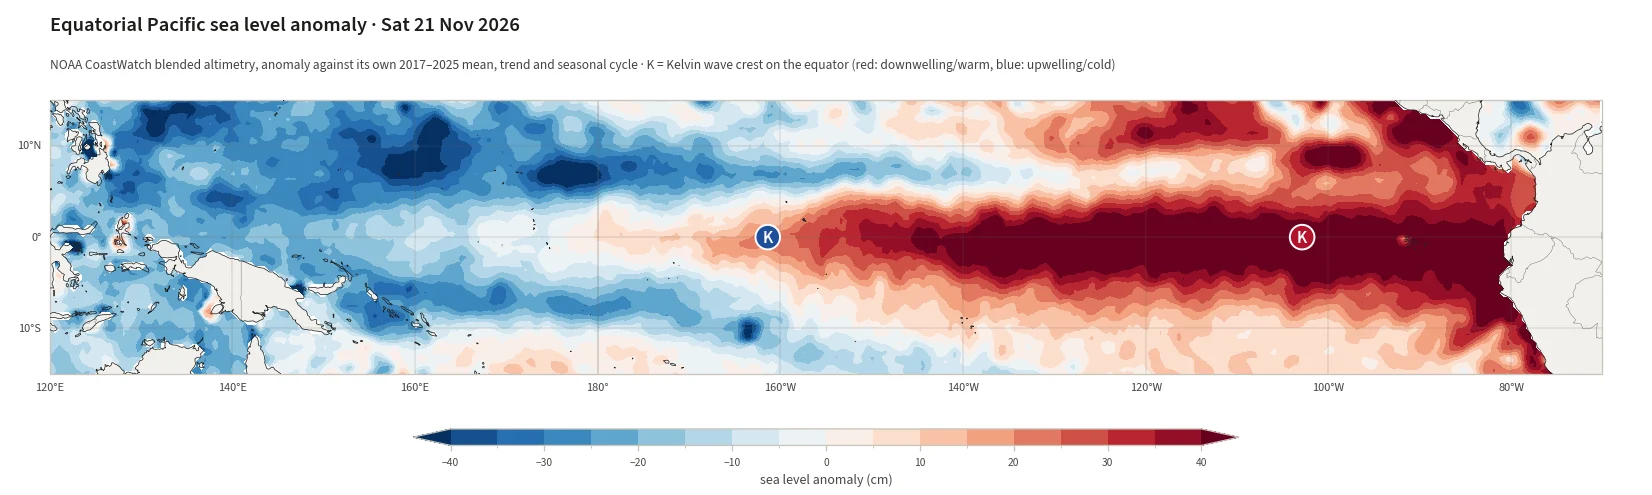 Equatorial Pacific sea level anomaly · Sat 21 Nov 2026
NOAA CoastWatch blended altimetry, anomaly against its own 2017–2025 mean, trend and seasonal cycle · K = Kelvin wave crest on the equator (red: downwelling/warm, blue: upwelling/cold)
10°N
0°
10°S
K
K
120°E 140°E 160°E 180° 160°W 140°W 120°W 100°W 80°W
−40 −30 −20 −10 0 10 20 30 40
sea level anomaly (cm)